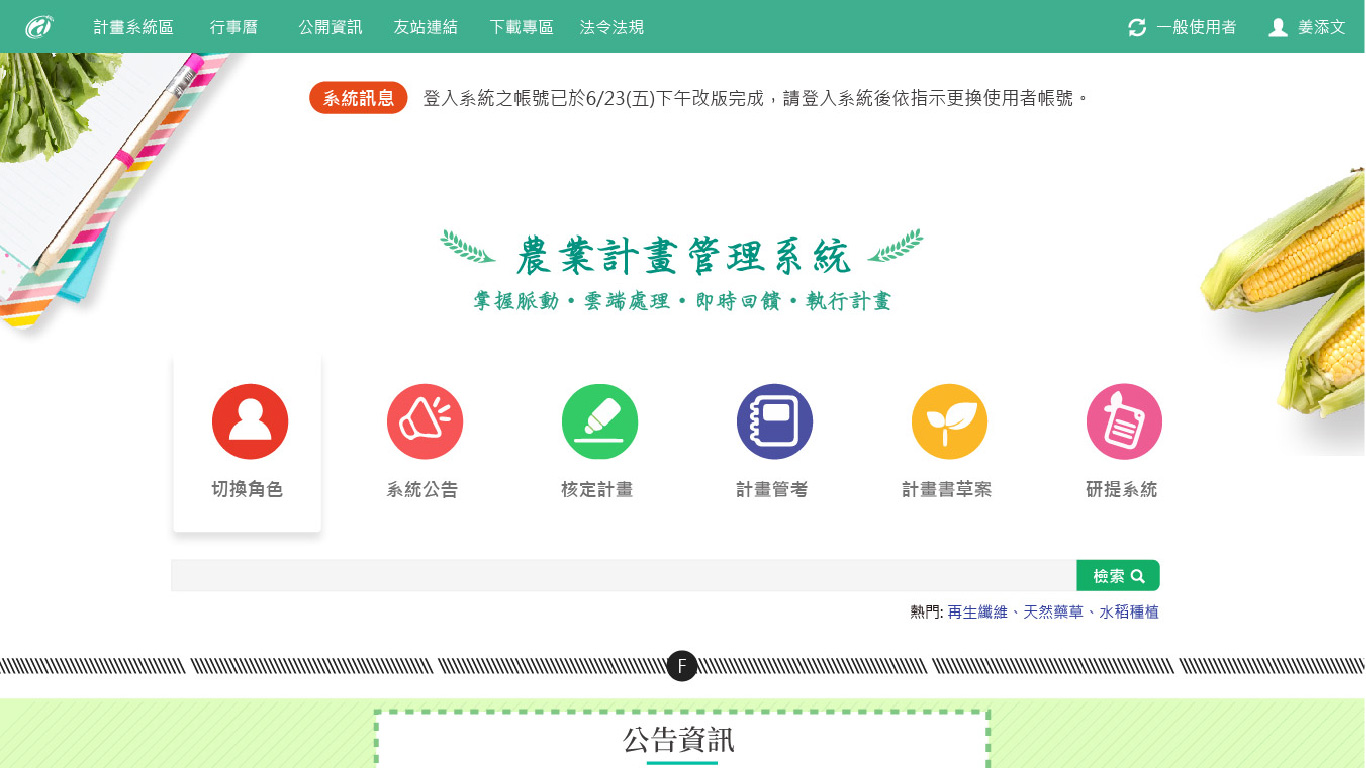 計畫系統區 行事曆 公開資訊 友站連結 下載專區 法令法規 一般使用者 姜添文
系統訊息 登入系統之帳號已於6/23(五)下午改版完成，請登入系統後依指示更換使用者帳號。
農業計畫管理系統
掌握脈動・雲端處理・即時回饋・執行計畫
切換角色 系統公告 核定計畫 計畫管考 計畫書草案 研提系統
檢索
熱門: 再生纖維、天然藥草、水稻種植
F
公告資訊